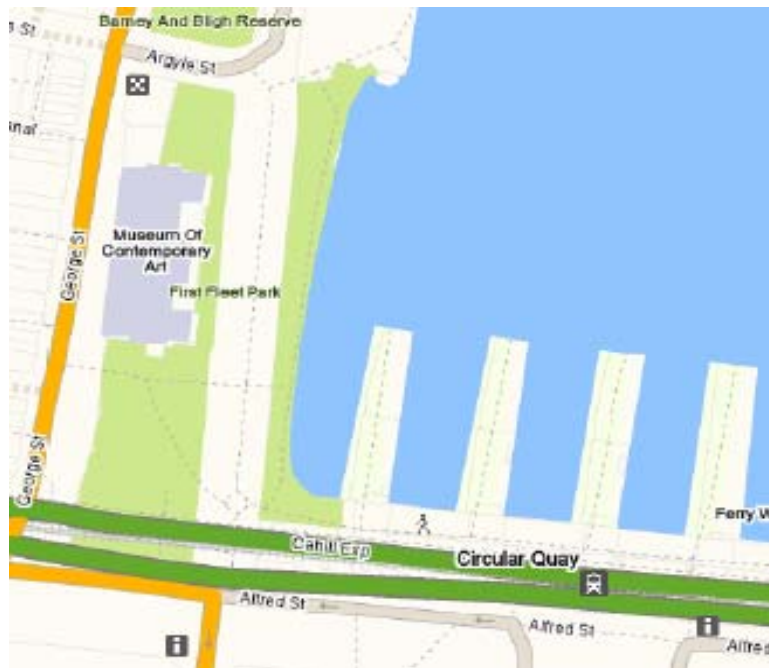 Barney And Bligh Reserve
St
Argyle St
George St
Museum Of
Contemporary
Art
First Fleet Park
George St
Cahill Exp
Ferry W
Circular Quay
Alfred St
Alfred St
Alfred